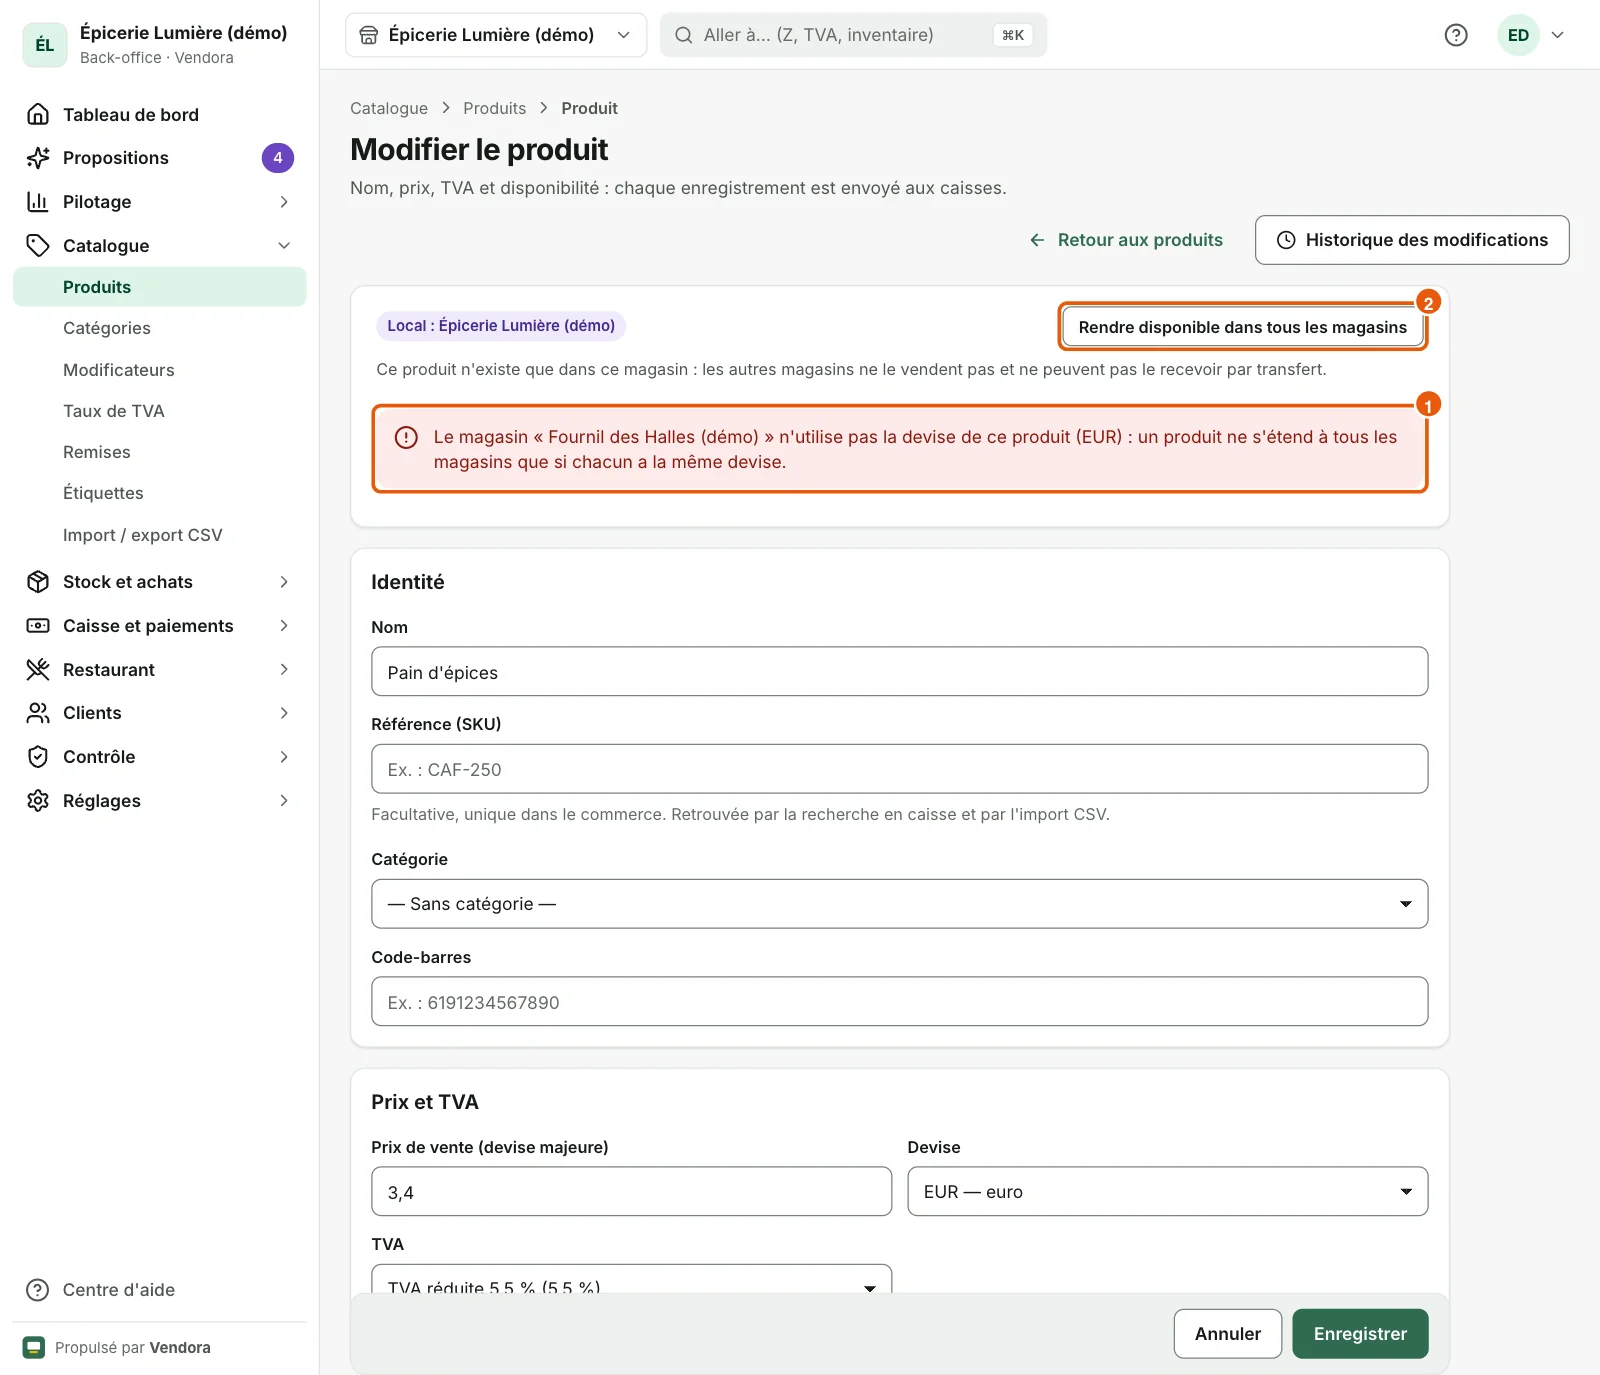 ÉL
Épicerie Lumière (démo)
Back-office · Vendora
Tableau de bord
Propositions
4
Pilotage
Catalogue
Produits
Catégories
Modificateurs
Taux de TVA
Remises
Étiquettes
Import / export CSV
Stock et achats
Caisse et paiements
Restaurant
Clients
Contrôle
Réglages
Centre d'aide
Propulsé par Vendora
Épicerie Lumière (démo)
Aller à... (Z, TVA, inventaire)
⌘K
ED
Catalogue > Produits > Produit
Modifier le produit
Nom, prix, TVA et disponibilité : chaque enregistrement est envoyé aux caisses.
← Retour aux produits
Historique des modifications
Local : Épicerie Lumière (démo)
Rendre disponible dans tous les magasins
2
Ce produit n'existe que dans ce magasin : les autres magasins ne le vendent pas et ne peuvent pas le recevoir par transfert.
1
Le magasin « Fournil des Halles (démo) » n'utilise pas la devise de ce produit (EUR) : un produit ne s'étend à tous les
magasins que si chacun a la même devise.
Identité
Nom
Pain d'épices
Référence (SKU)
Ex. : CAF-250
Facultative, unique dans le commerce. Retrouvée par la recherche en caisse et par l'import CSV.
Catégorie
— Sans catégorie —
Code-barres
Ex. : 6191234567890
Prix et TVA
Prix de vente (devise majeure)
3,4
Devise
EUR — euro
TVA
TVA réduite 5,5 % (5,5 %)
Annuler
Enregistrer